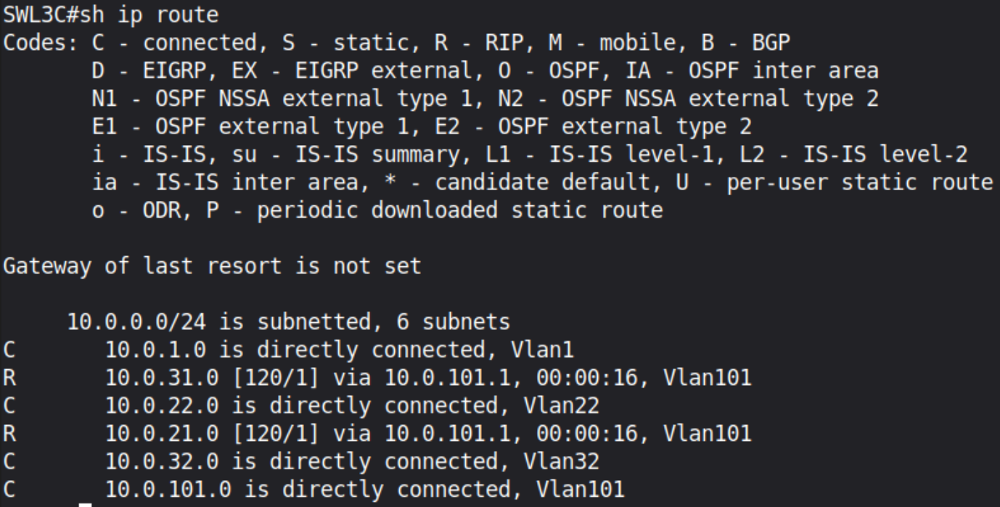 SWL3C#sh ip route
Codes: C - connected, S - static, R - RIP, M - mobile, B - BGP
       D - EIGRP, EX - EIGRP external, O - OSPF, IA - OSPF inter area
       N1 - OSPF NSSA external type 1, N2 - OSPF NSSA external type 2
       E1 - OSPF external type 1, E2 - OSPF external type 2
       i - IS-IS, su - IS-IS summary, L1 - IS-IS level-1, L2 - IS-IS level-2
       ia - IS-IS inter area, * - candidate default, U - per-user static route
       o - ODR, P - periodic downloaded static route

Gateway of last resort is not set

     10.0.0.0/24 is subnetted, 6 subnets
C       10.0.1.0 is directly connected, Vlan1
R       10.0.31.0 [120/1] via 10.0.101.1, 00:00:16, Vlan101
C       10.0.22.0 is directly connected, Vlan22
R       10.0.21.0 [120/1] via 10.0.101.1, 00:00:16, Vlan101
C       10.0.32.0 is directly connected, Vlan32
C       10.0.101.0 is directly connected, Vlan101